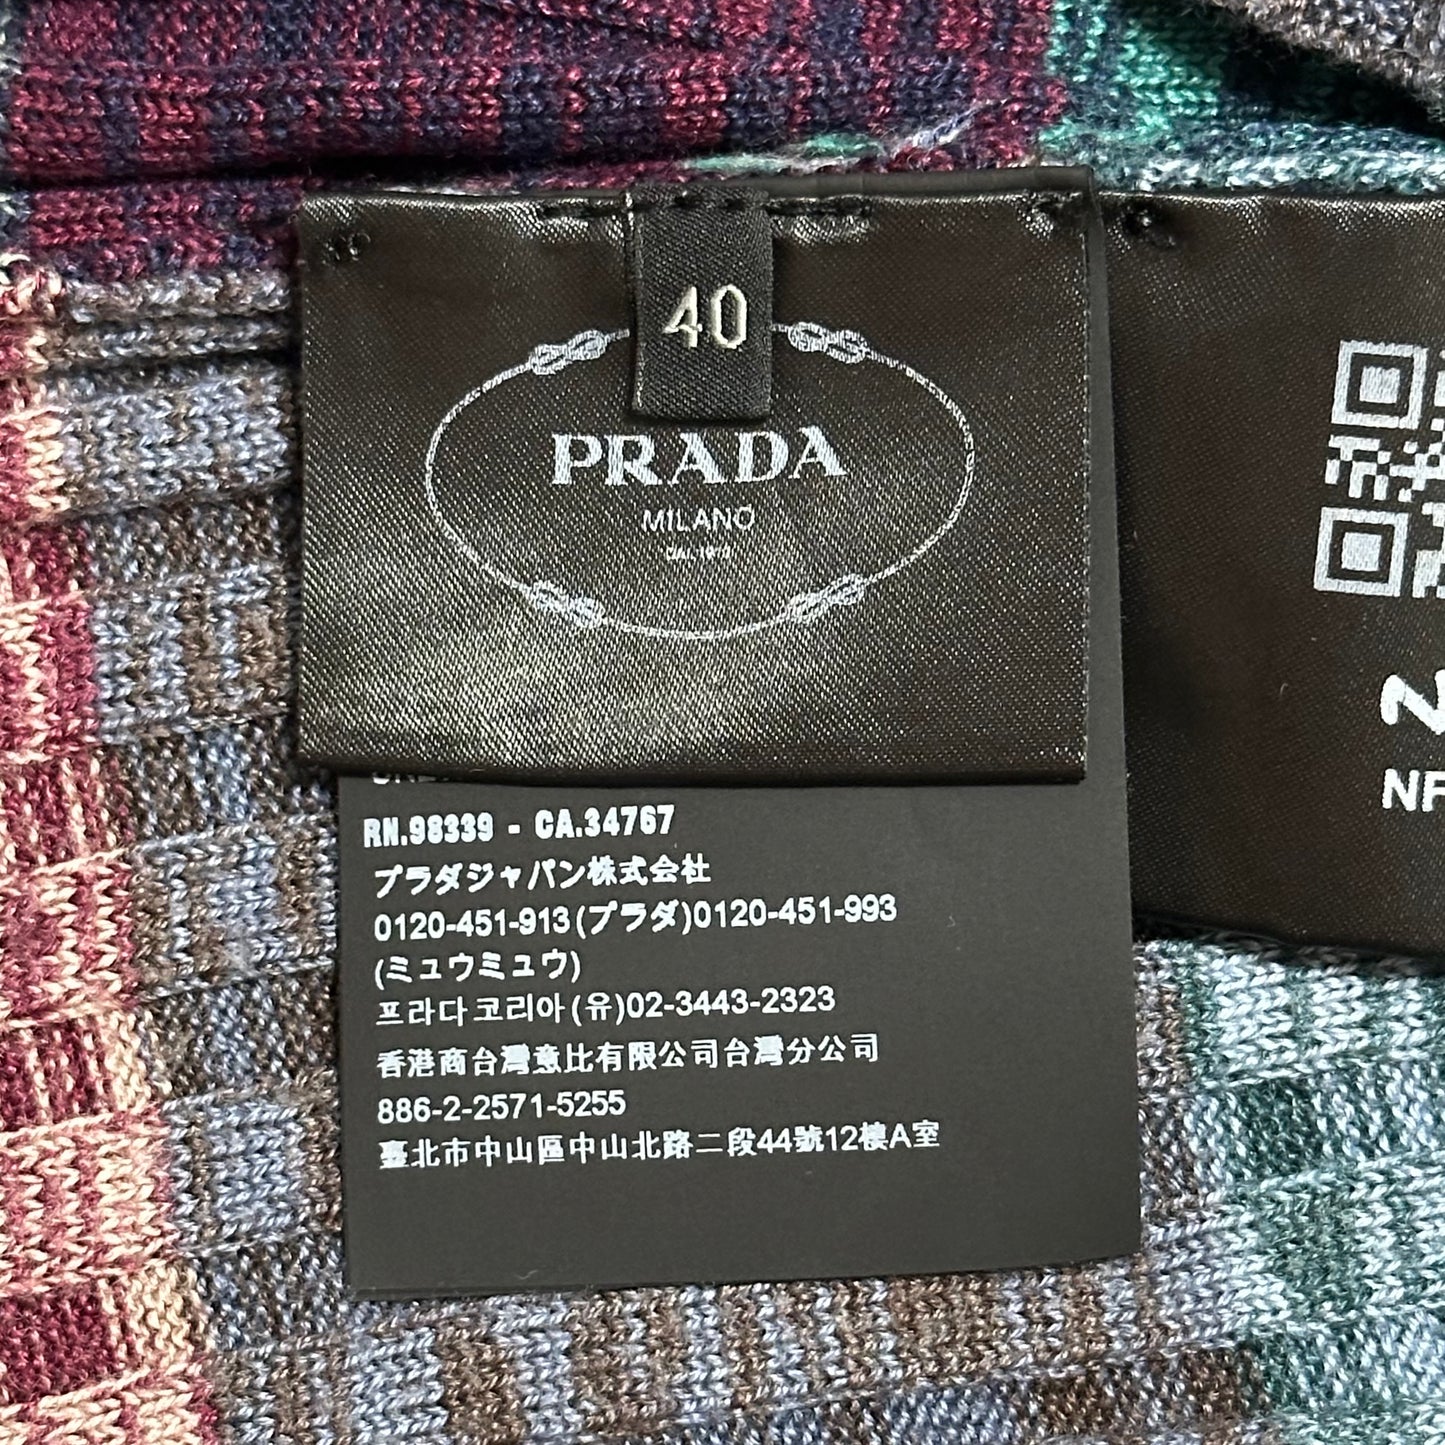 40
PRADA
MILANO
DAL 1913
RN.98339 - CA.34767
プラダジャパン株式会社
0120-451-913(プラダ)0120-451-993
(ミュウミュウ)
프라다코리아(유)02-3443-2323
香港商台灣意比有限公司台灣分公司
886-2-2571-5255
臺北市中山區中山北路二段44號12樓A室
NF